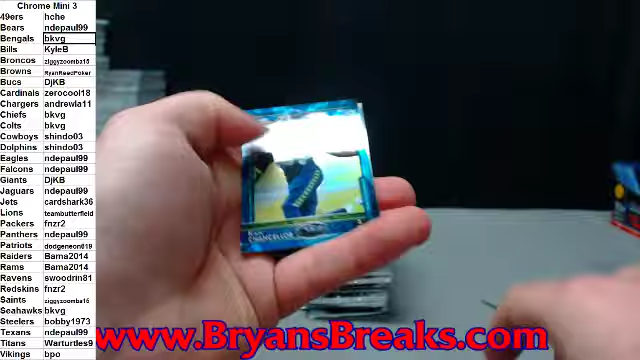 Chrome Mini 3
49ers hche
Bears ndepaul99
Bengals bkvg
Bills KyleB
Broncos ziggyzoomba15
Browns RyanReedPoker
Bucs DjKB
Cardinals zerocool18
Chargers andrewla11
Chiefs bkvg
Colts bkvg
Cowboys shindo03
Dolphins shindo03
Eagles ndepaul99
Falcons ndepaul99
Giants DjKB
Jaguars ndepaul99
Jets cardshark36
Lions teambutterfield
Packers fnzr2
Panthers ndepaul99
Patriots dodgeneon019
Raiders Bama2014
Rams Bama2014
Ravens swoodrin81
Redskins fnzr2
Saints ziggyzoomba15
Seahawks bkvg
Steelers bobby1973
Texans ndepaul99
Titans Warturtles9
Vikings bpo
CHANCELLOR
www.BryansBreaks.com